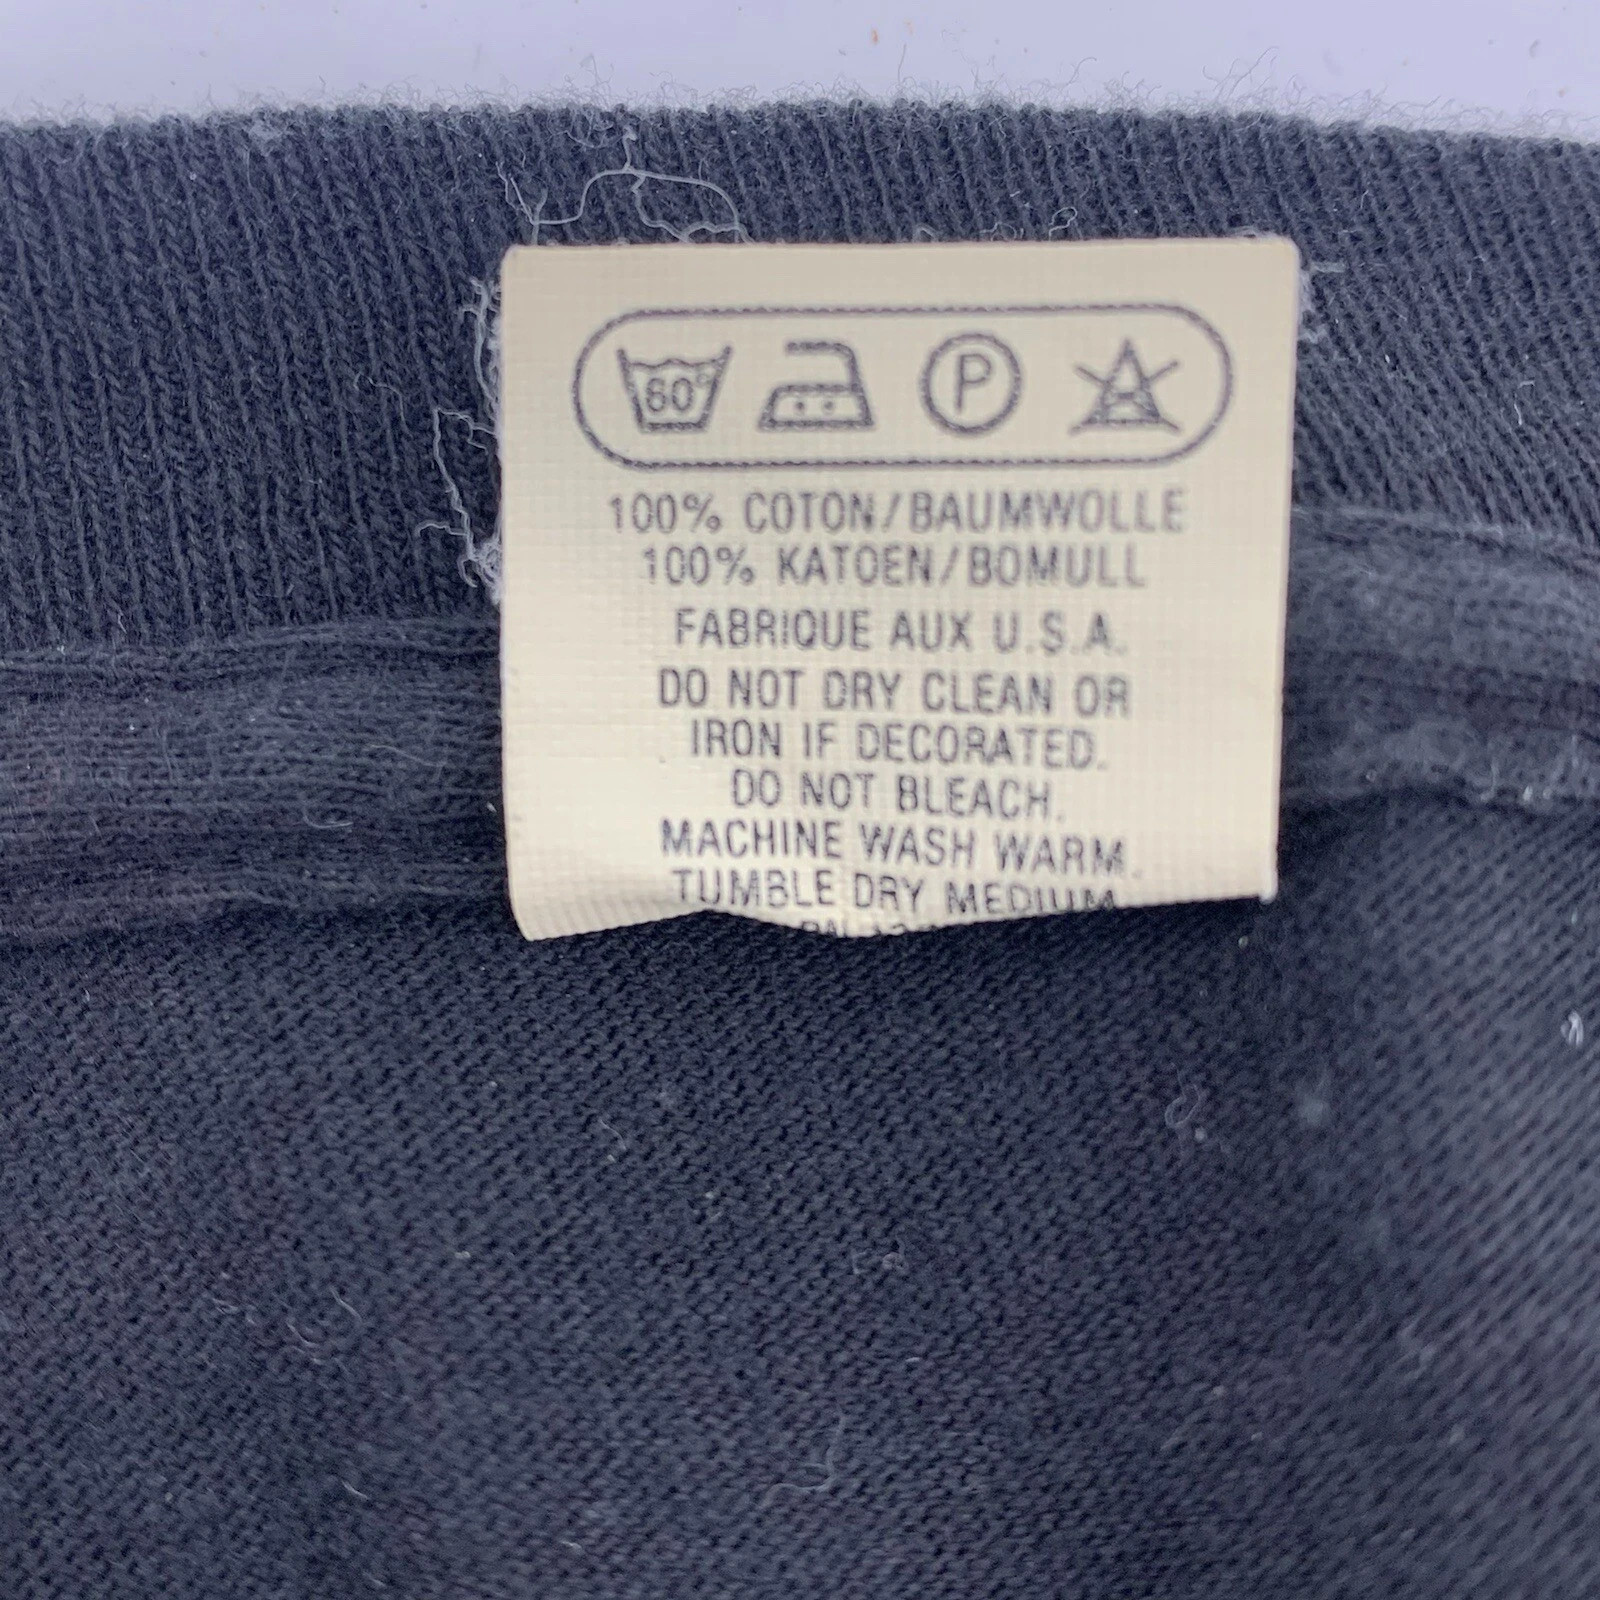 60°
P
100% COTON/BAUMWOLLE
100% KATOEN/BOMULL
FABRIQUE AUX U.S.A.
DO NOT DRY CLEAN OR
IRON IF DECORATED.
DO NOT BLEACH.
MACHINE WASH WARM.
TUMBLE DRY MEDIUM